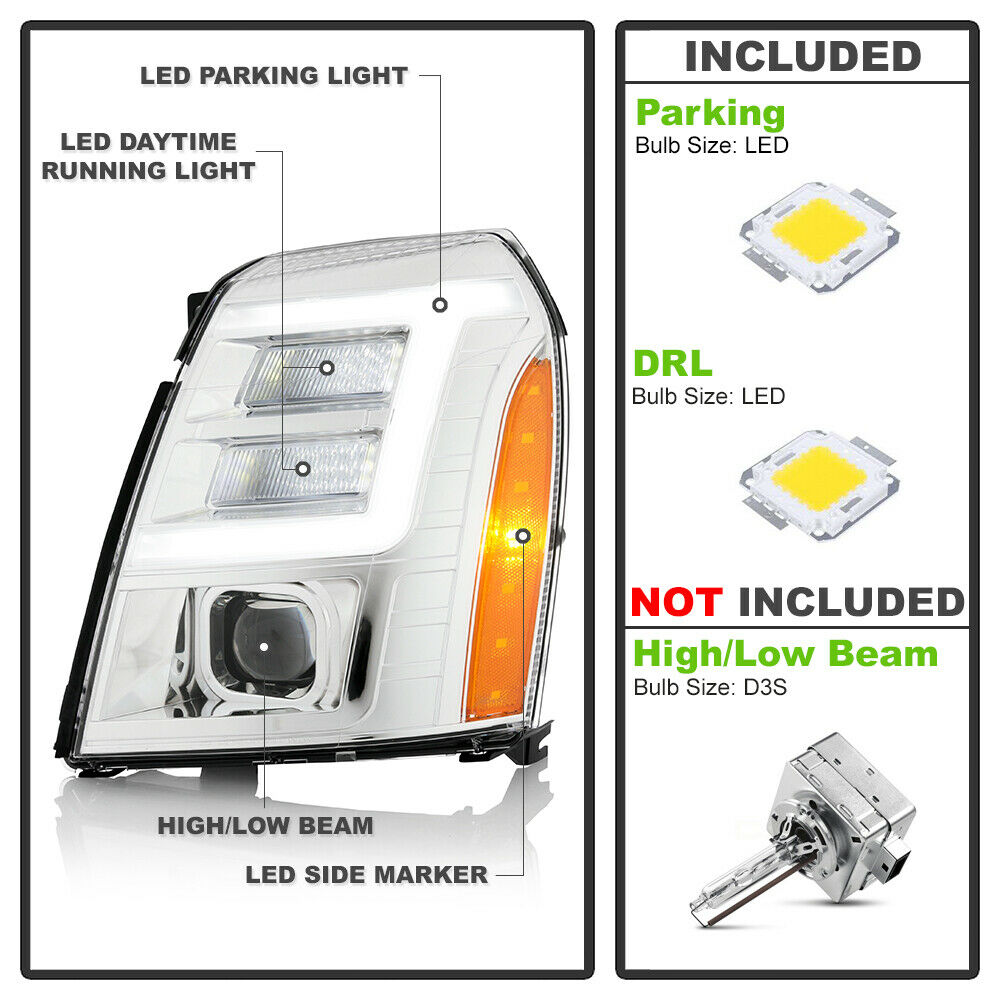 LED PARKING LIGHT
LED DAYTIME
RUNNING LIGHT
HIGH/LOW BEAM
LED SIDE MARKER
INCLUDED
Parking
Bulb Size: LED
DRL
Bulb Size: LED
NOT INCLUDED
High/Low Beam
Bulb Size: D3S